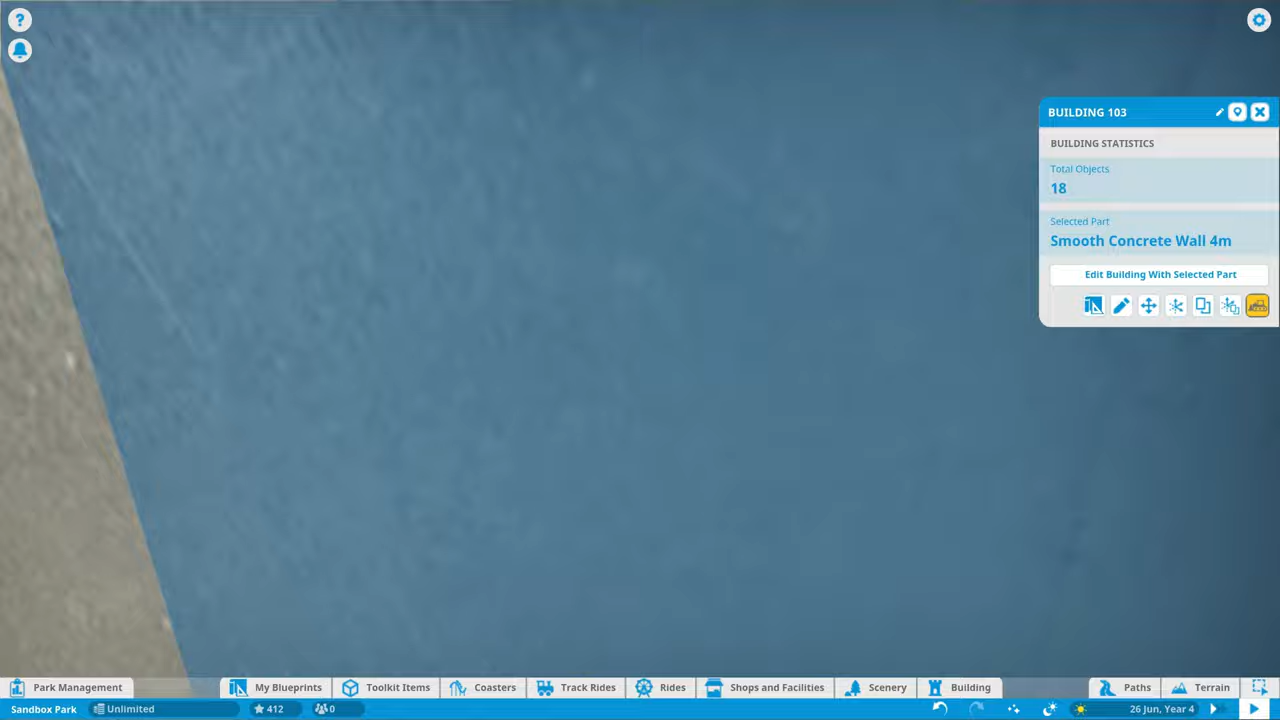 ?
BUILDING 103
BUILDING STATISTICS
Total Objects
18
Selected Part
Smooth Concrete Wall 4m
Edit Building With Selected Part
Park Management
My Blueprints
Toolkit Items
Coasters
Track Rides
Rides
Shops and Facilities
Scenery
Building
Paths
Terrain
Sandbox Park
Unlimited
412
0
26 Jun, Year 4